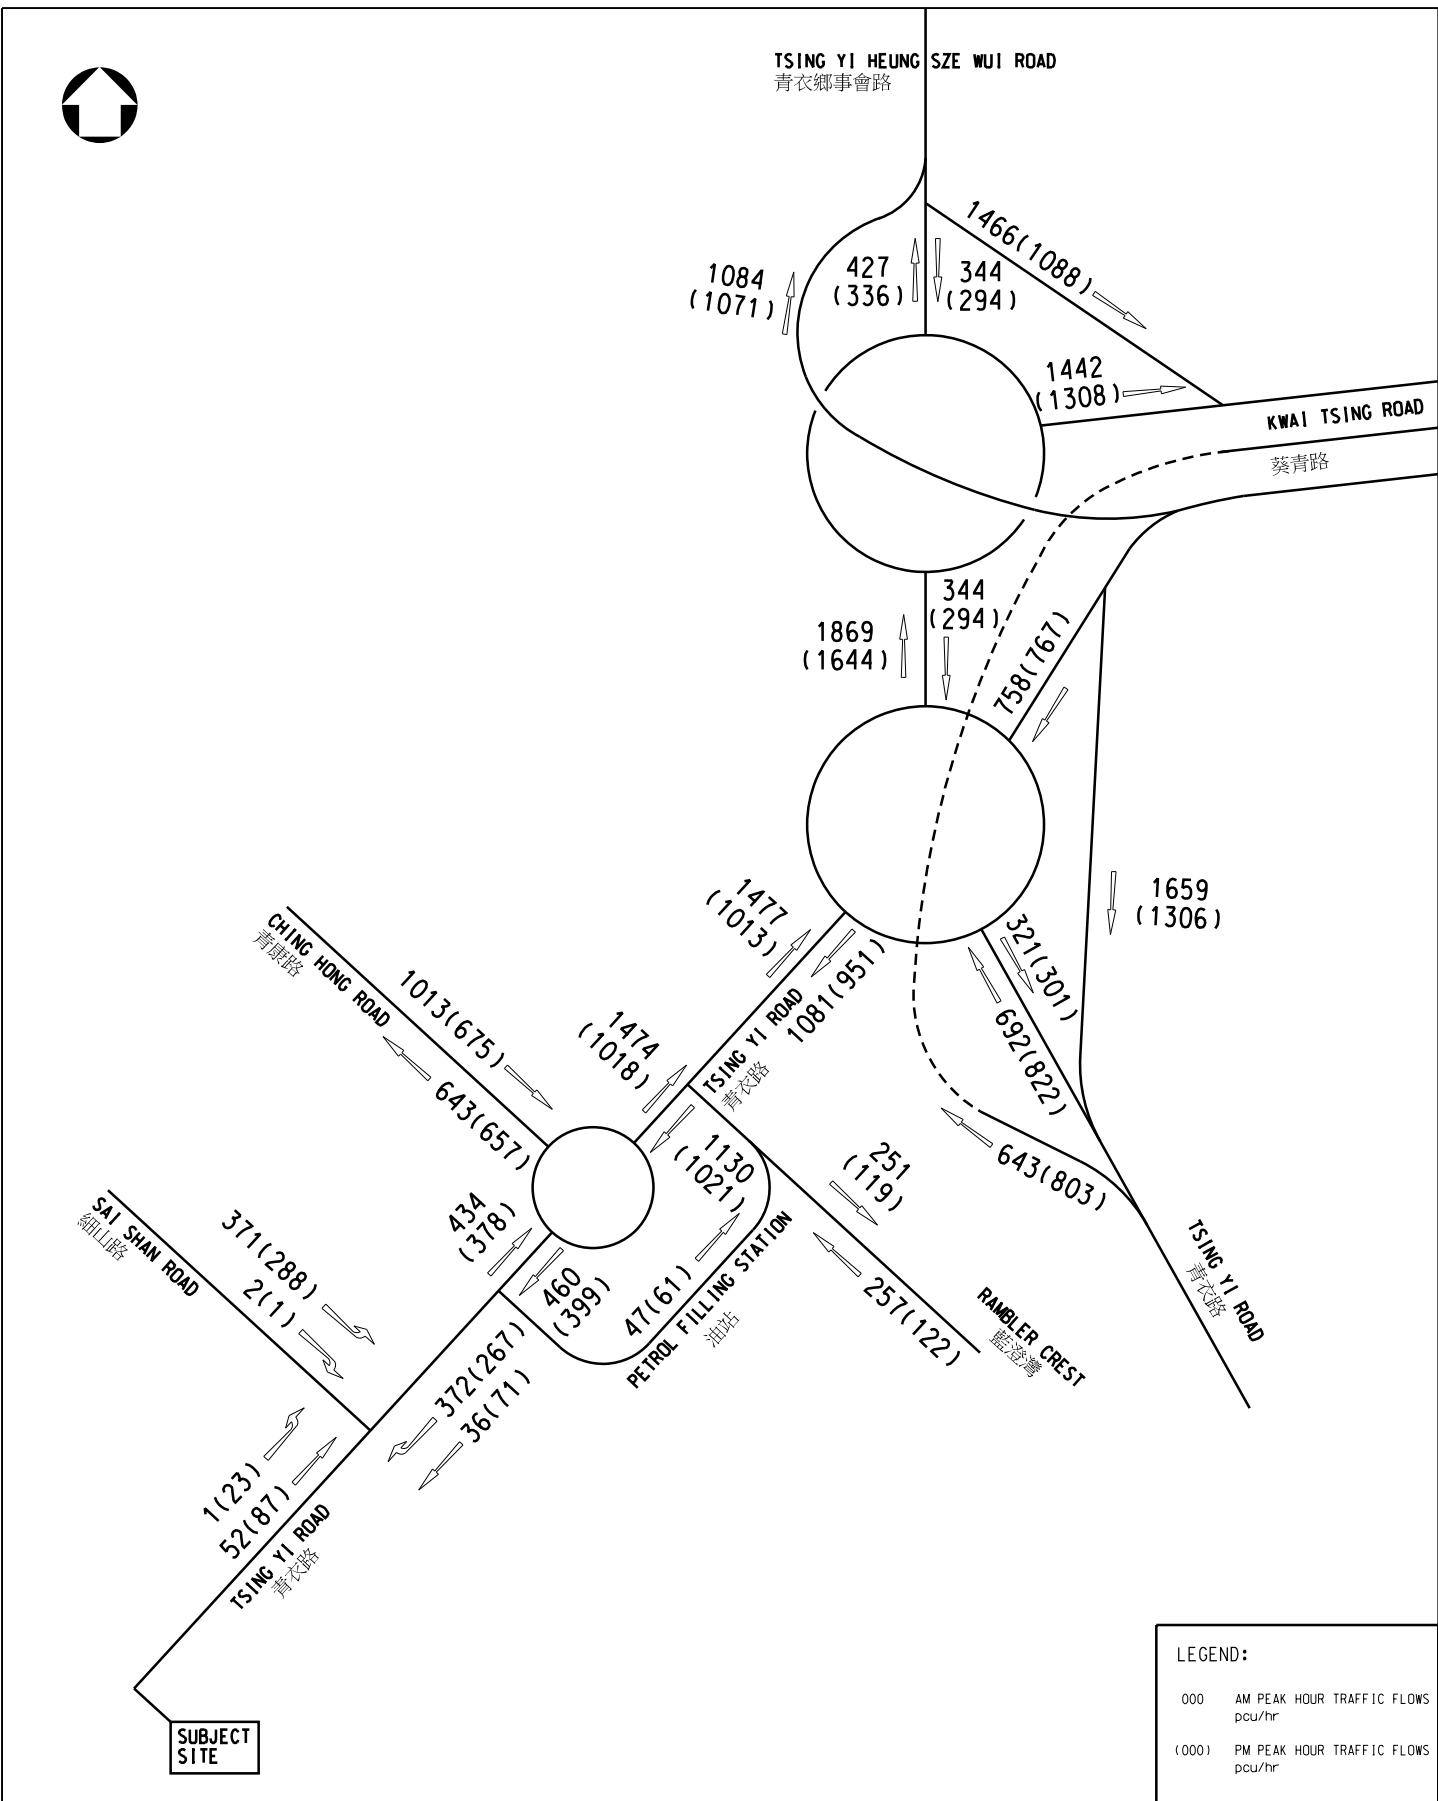 TSING YI HEUNG SZE WUI ROAD
青衣鄉事會路
1466(1088)
1084
(1071)
427
(336)
344
(294)
1442
(1308)
KWAI TSING ROAD
葵青路
344
(294)
1869
(1644)
758(767)
1659
(1306)
1477
(1013)
321(301)
CHING HONG ROAD
青康路
1013(675)
1081(951)
TSING YI ROAD
青衣路
692(822)
1474
(1018)
643(657)
1130
(1021)
251
(119)
643(803)
SAI SHAN ROAD
細山路
371(288)
2(1)
434
(378)
460
(399)
47(61)
PETROL FILLING STATION
油站
257(122)
RAMBLER CREST
藍澄灣
TSING YI ROAD
青衣路
372(267)
36(71)
1(23)
52(87)
TSING YI ROAD
青衣路
SUBJECT
SITE
LEGEND:
000 AM PEAK HOUR TRAFFIC FLOWS
pcu/hr
(000) PM PEAK HOUR TRAFFIC FLOWS
pcu/hr